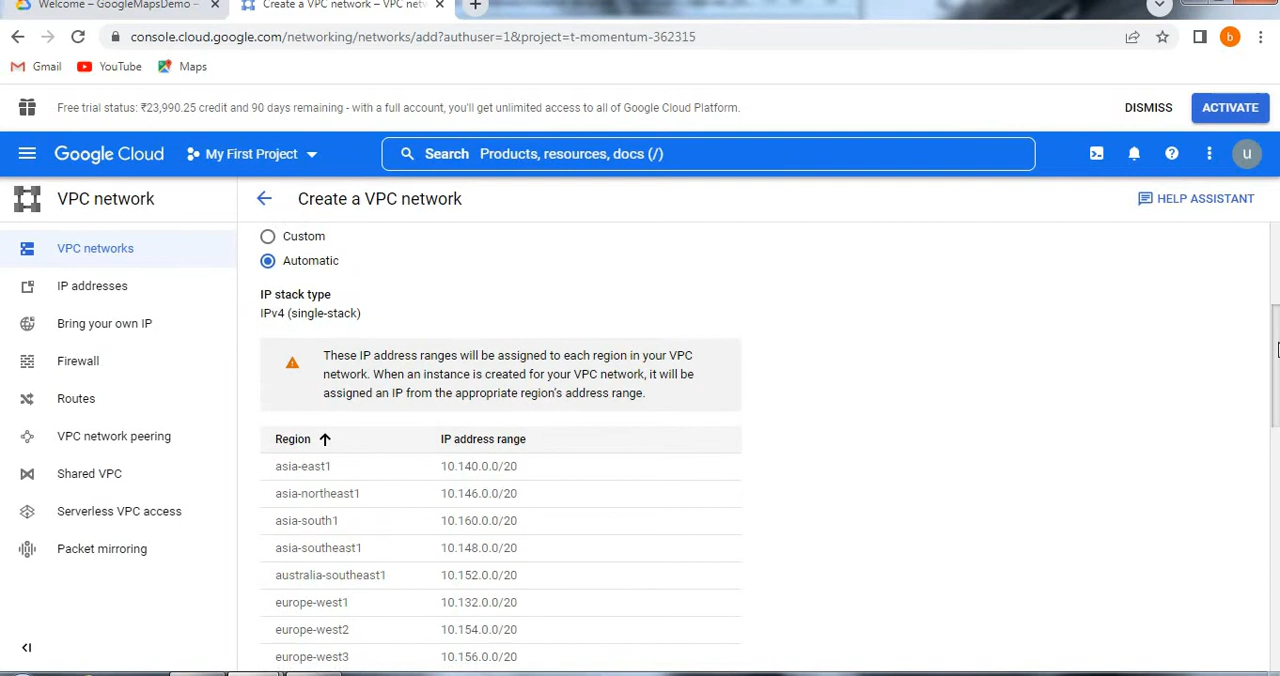 Welcome – GoogleMapsDemo –
Create a VPC network – VPC net
console.cloud.google.com/networking/networks/add?authuser=1&project=t-momentum-362315
b
Gmail
YouTube
Maps
Free trial status: ₹23,990.25 credit and 90 days remaining - with a full account, you'll get unlimited access to all of Google Cloud Platform.
DISMISS
ACTIVATE
Google Cloud
My First Project
Search Products, resources, docs (/)
u
VPC network
Create a VPC network
HELP ASSISTANT
VPC networks
IP addresses
Bring your own IP
Firewall
Routes
VPC network peering
Shared VPC
Serverless VPC access
Packet mirroring
Custom
Automatic
IP stack type
IPv4 (single-stack)
These IP address ranges will be assigned to each region in your VPC
network. When an instance is created for your VPC network, it will be
assigned an IP from the appropriate region's address range.
Region IP address range
asia-east1 10.140.0.0/20
asia-northeast1 10.146.0.0/20
asia-south1 10.160.0.0/20
asia-southeast1 10.148.0.0/20
australia-southeast1 10.152.0.0/20
europe-west1 10.132.0.0/20
europe-west2 10.154.0.0/20
europe-west3 10.156.0.0/20